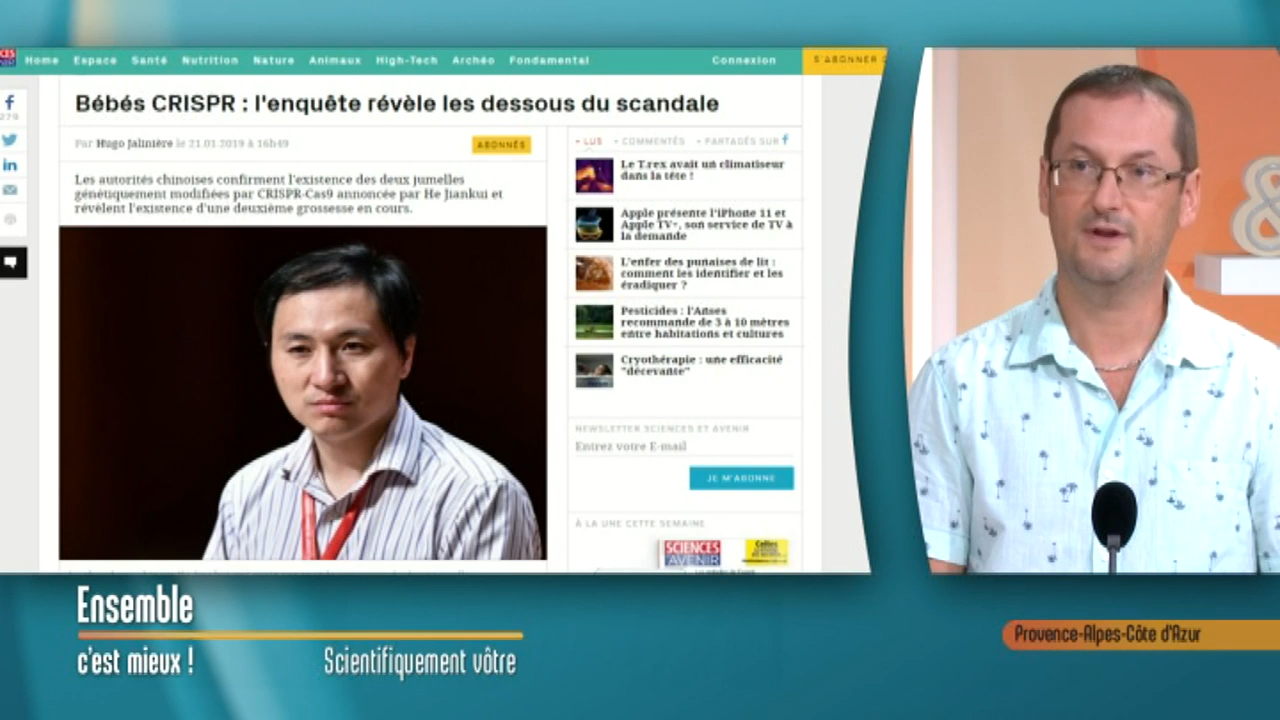 CES
Home Espace Santé Nutrition Nature Animaux High-Tech Archéo Fondamental Connexion S'ABONNER
Bébés CRISPR : l'enquête révèle les dessous du scandale
279
Par Hugo Jalinière le 21.01.2019 à 16h49
ABONNÉS
Les autorités chinoises confirment l'existence des deux jumelles
génétiquement modifiées par CRISPR-Cas9 annoncée par He Jiankui et
révèlent l'existence d'une deuxième grossesse en cours.
+ LUS + COMMENTÉS + PARTAGÉS SUR f
Le T.rex avait un climatiseur
dans la tête !
Apple présente l'iPhone 11 et
Apple TV+, son service de TV à
la demande
L'enfer des punaises de lit :
comment les identifier et les
éradiquer ?
Pesticides : l'Anses
recommande de 3 à 10 mètres
entre habitations et cultures
Cryothérapie : une efficacité
"décevante"
NEWSLETTER SCIENCES ET AVENIR
Entrez votre E-mail
JE M'ABONNE
À LA UNE CETTE SEMAINE
SCIENCES
AVENIR
Celtes
&
Ensemble
c'est mieux !
Scientifiquement vôtre
Provence-Alpes-Côte d'Azur